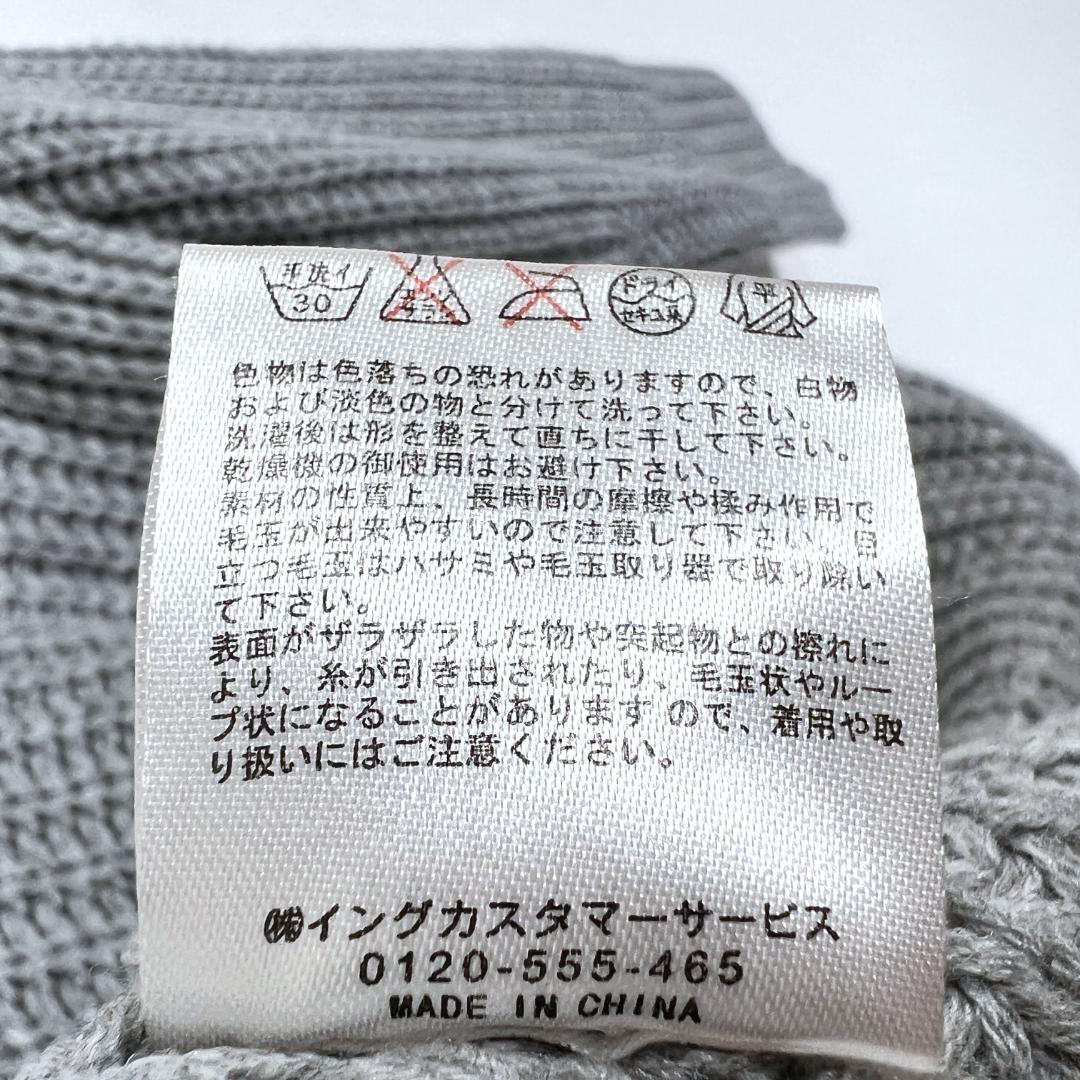 手洗イ 30 エンソサラシ ドライ セキユ系 平
色物は色落ちの恐れがありますので、白物
および淡色の物と分けて洗って下さい。
洗濯後は形を整えて直ちに干して下さい。
乾燥機の御使用はお避け下さい。
素材の性質上、長時間の摩擦や揉み作用で
毛玉が出来やすいので注意して下さい。目
立つ毛玉はハサミや毛玉取り器で取り除い
て下さい。
表面がザラザラした物や突起物との擦れに
より、糸が引き出されたり、毛玉状やルー
プ状になることがありますので、着用や取
り扱いにはご注意ください。
㈱イングカスタマーサービス
0120-555-465
MADE IN CHINA